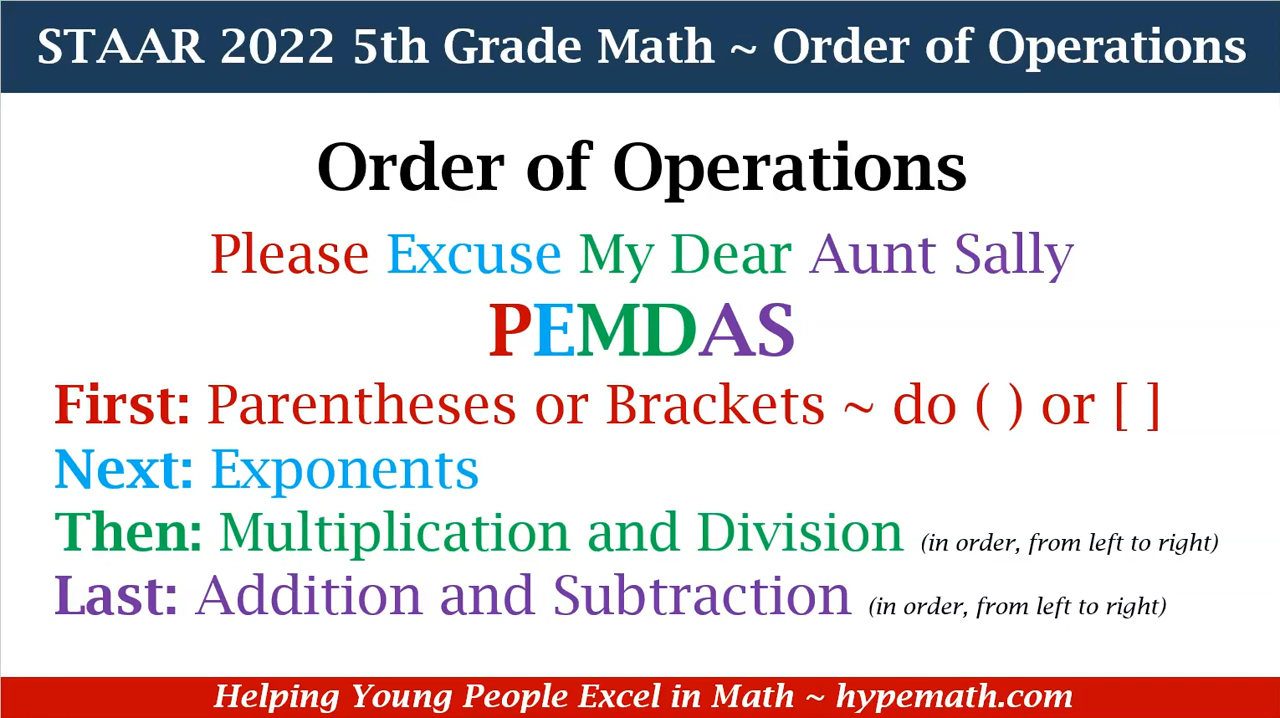 STAAR 2022 5th Grade Math ~ Order of Operations
Order of Operations
Please Excuse My Dear Aunt Sally
PEMDAS
First: Parentheses or Brackets ~ do ( ) or [ ]
Next: Exponents
Then: Multiplication and Division (in order, from left to right)
Last: Addition and Subtraction (in order, from left to right)
Helping Young People Excel in Math ~ hypemath.com